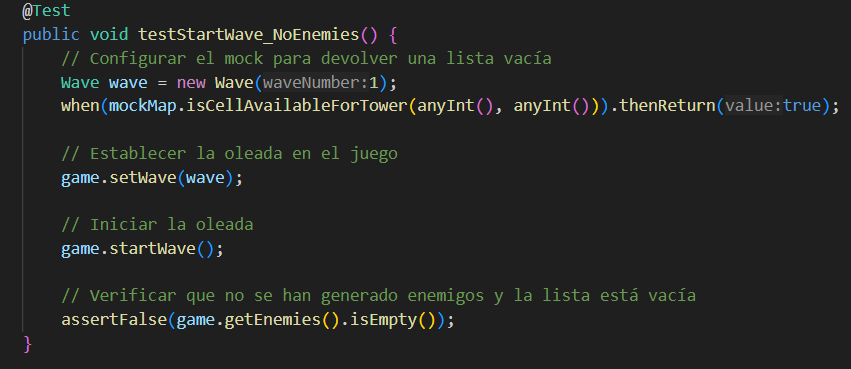 @Test
public void testStartWave_NoEnemies() {
// Configurar el mock para devolver una lista vacía
Wave wave = new Wave(waveNumber:1);
when(mockMap.isCellAvailableForTower(anyInt(), anyInt())).thenReturn(value:true);
// Establecer la oleada en el juego
game.setWave(wave);
// Iniciar la oleada
game.startWave();
// Verificar que no se han generado enemigos y la lista está vacía
assertFalse(game.getEnemies().isEmpty());
}